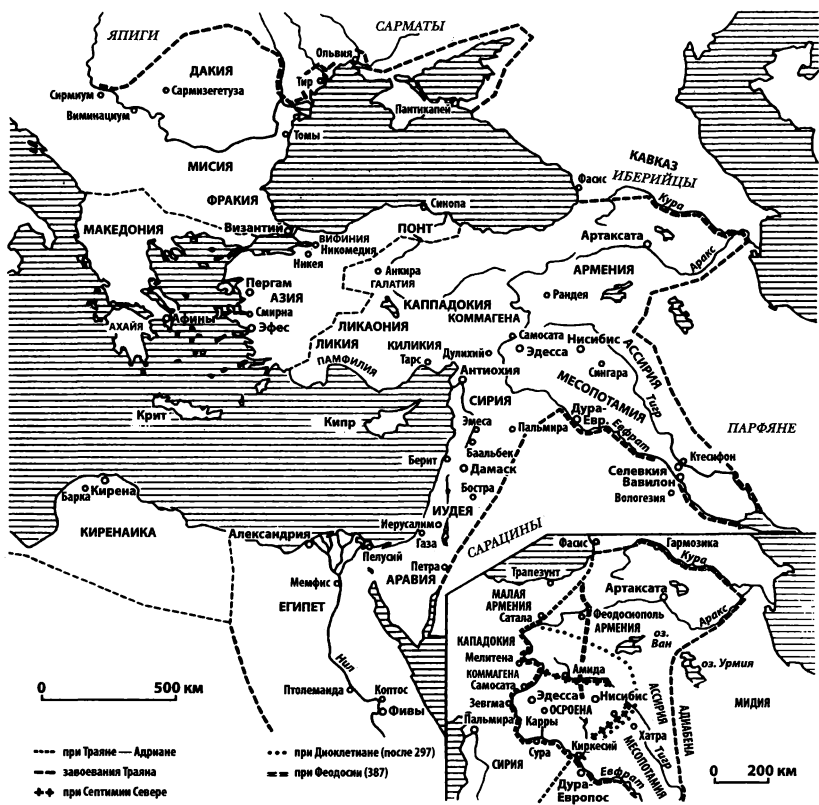 ЯПИГИ
САРМАТЫ
Ольвия
ДАКИЯ
Тир
Сирмиум
Сармизегетуза
Пантикапей
Виминациум
Томы
МИСИЯ
КАВКАЗ
ИБЕРИЙЦЫ
Фасис
ФРАКИЯ
Синопа
Кура
МАКЕДОНИЯ
Византий
ПОНТ
Артаксата
ВИФИНИЯ
Никомедия
Никея
Аракс
Анкира
АРМЕНИЯ
ГАЛАТИЯ
Пергам
АЗИЯ
Рандея
КАППАДОКИЯ
Смирна
КОММАГЕНА
Афины
Эфес
ЛИКАОНИЯ
АХАЙЯ
Самосата
Нисибис
ЛИКИЯ
КИЛИКИЯ
Дулихий
Эдесса
АССИРИЯ
ПАМФИЛИЯ
Тарс
Антиохия
Сингара
МЕСОПОТАМИЯ
Тигр
СИРИЯ
Крит
Кипр
Эмеса
Пальмира
Дура-
Евр.
Евфрат
ПАРФЯНЕ
Баальбек
Берит
Дамаск
Ктесифон
Селевкия
Вавилон
Барка
Кирена
Бостра
Вологезия
ИУДЕЯ
КИРЕНАИКА
Александрия
Иерусалимо
Газа
САРАЦИНЫ
Пелусий
Петра
АРАВИЯ
Мемфис
ЕГИПЕТ
Нил
Птолемаида
Коптос
Фивы
0 500 км
Фасис
Гармозика
Кура
Трапезунт
МАЛАЯ
АРМЕНИЯ
Артаксата
Сатала
Феодосиополь
АРМЕНИЯ
Аракс
КАПАДОКИЯ
оз.
Ван
Мелитена
оз. Урмия
КОММАГЕНА
Амида
Самосата
Эдесса
Нисибис
АССИРИЯ
МИДИЯ
Зевгма
ОСРОЕНА
АДИАБЕНА
Пальмира
Карры
Хатра
Сура
Киркесий
Тигр
СИРИЯ
МЕСОПОТАМИЯ
Дура-
Европос
Евфрат
0 200 км
при Траяне — Адриане
завоевания Траяна
при Септимии Севере
при Диоклетиане (после 297)
при Феодосии (387)